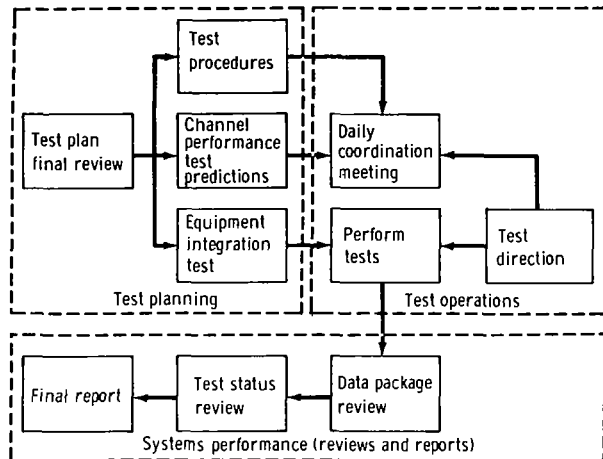 Test
procedures
Test plan
final review
Channel
performance
test
predictions
Daily
coordination
meeting
Equipment
integration
test
Perform
tests
Test
direction
Test planning
Test operations
Final report
Test status
review
Data package
review
Systems performance (reviews and reports)